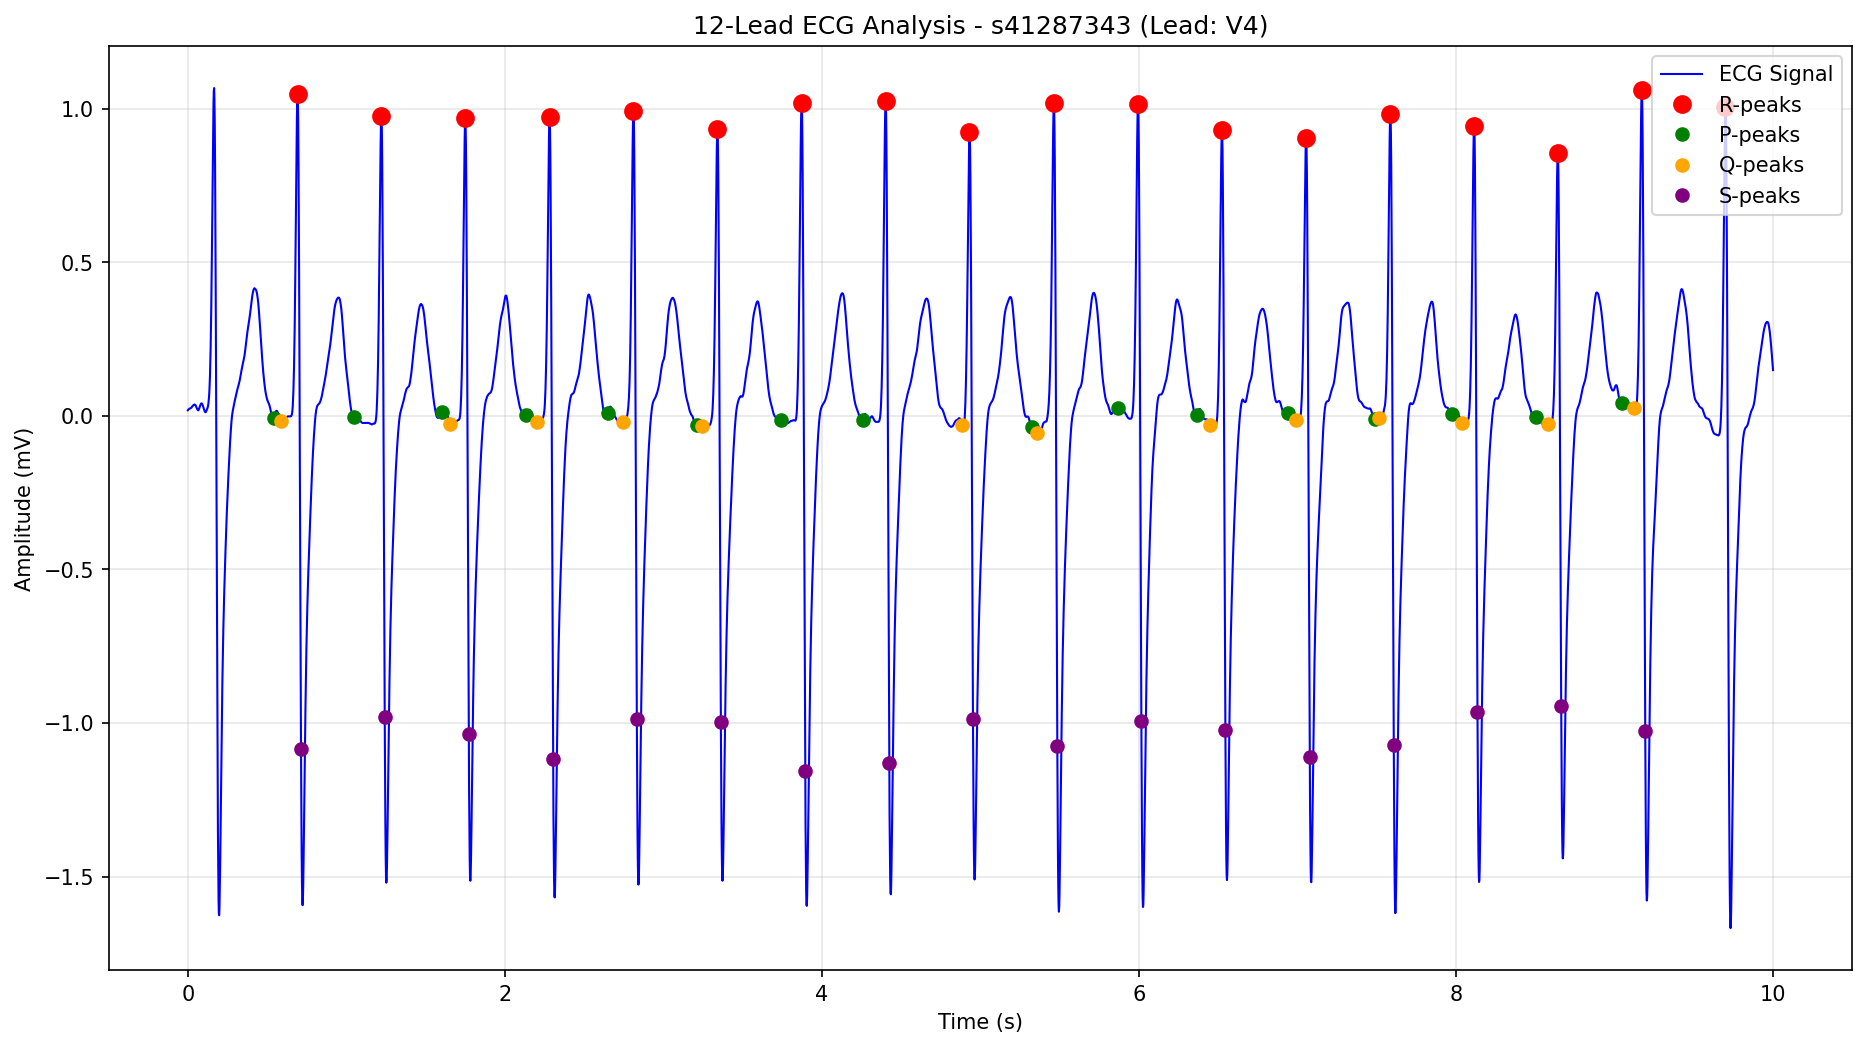 12-Lead ECG Analysis - s41287343 (Lead: V4)
ECG Signal
R-peaks
P-peaks
Q-peaks
S-peaks
1.0
0.5
0.0
−0.5
−1.0
−1.5
Amplitude (mV)
0 2 4 6 8 10
Time (s)